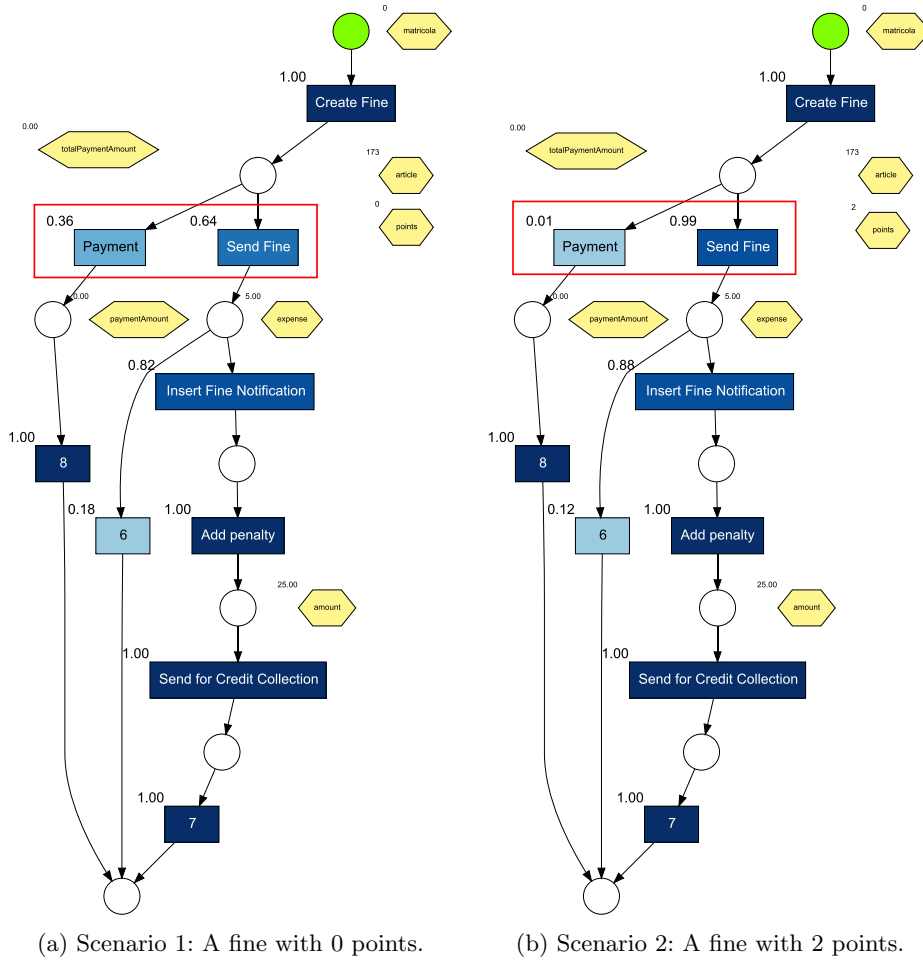 0
matricola
1.00
Create Fine
0.00
totalPaymentAmount
173
article
0
points
0.36
Payment
0.64
Send Fine
0.00
paymentAmount
5.00
expense
0.82
Insert Fine Notification
1.00
8
0.18
6
1.00
Add penalty
25.00
amount
1.00
Send for Credit Collection
1.00
7
(a) Scenario 1: A fine with 0 points.
0
matricola
1.00
Create Fine
0.00
totalPaymentAmount
173
article
2
points
0.01
Payment
0.99
Send Fine
0.00
paymentAmount
5.00
expense
0.88
Insert Fine Notification
1.00
8
0.12
6
1.00
Add penalty
25.00
amount
1.00
Send for Credit Collection
1.00
7
(b) Scenario 2: A fine with 2 points.